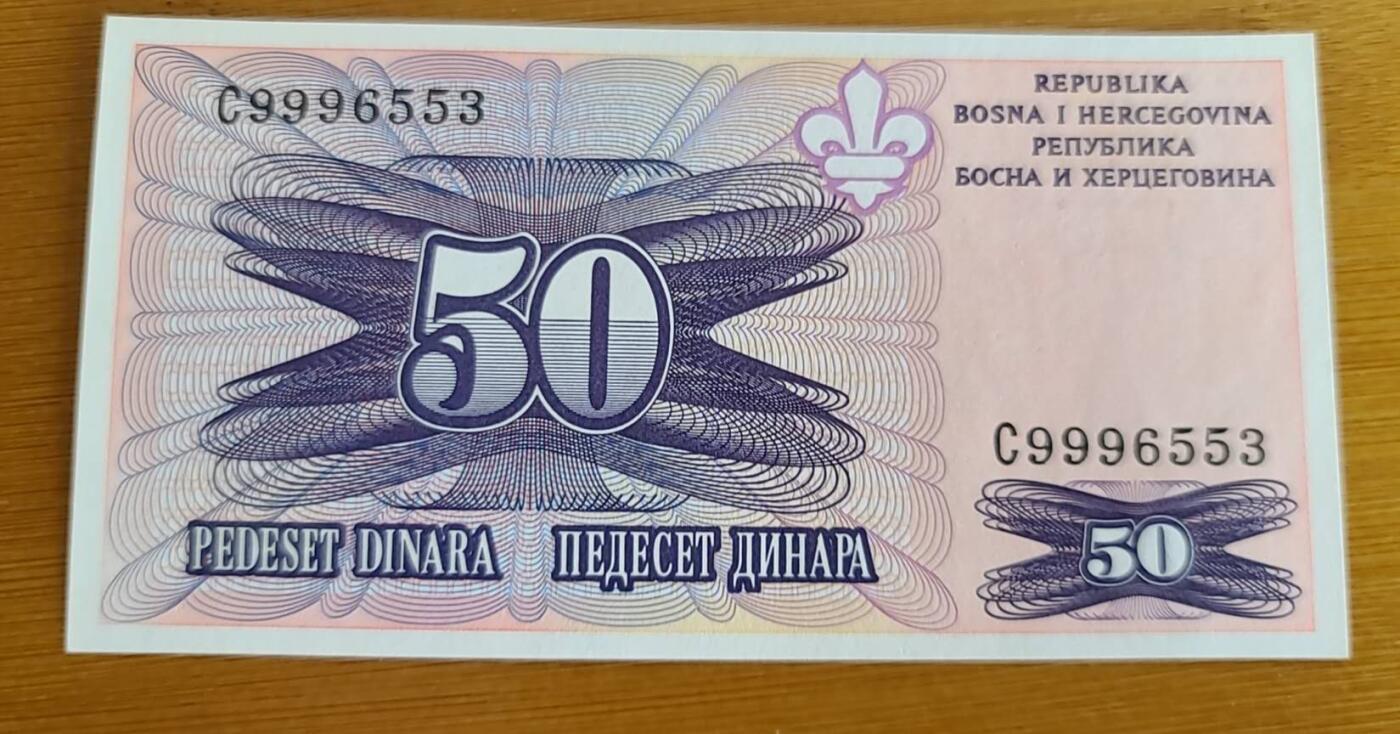 C9996553
REPUBLIKA
BOSNA I HERCEGOVINA
РЕПУБЛИКА
БОСНА И ХЕРЦЕГОВИНА
50
C9996553
PEDESET DINARA ПЕДЕСЕТ ДИНАРА
50